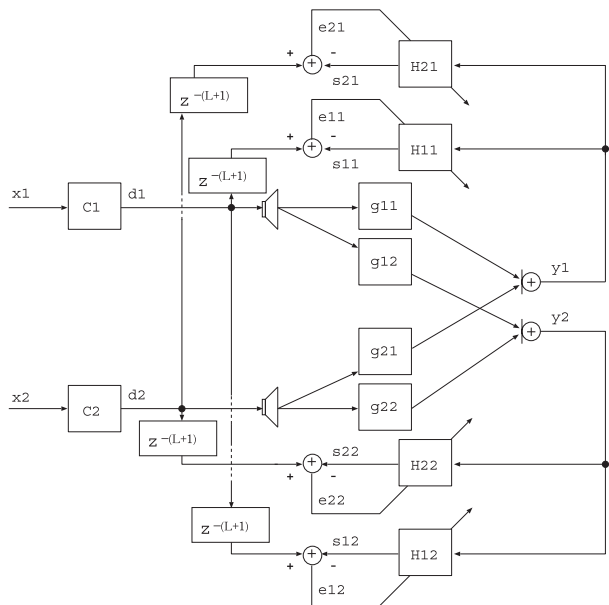 e21
+
-
+
H21
s21
z -(L+1)
e11
+
-
+
H11
s11
z -(L+1)
x1
C1
d1
g11
g12
+
y1
+
y2
g21
x2
C2
d2
g22
z -(L+1)
s22
+
H22
+
-
e22
z -(L+1)
s12
+
H12
+
-
e12